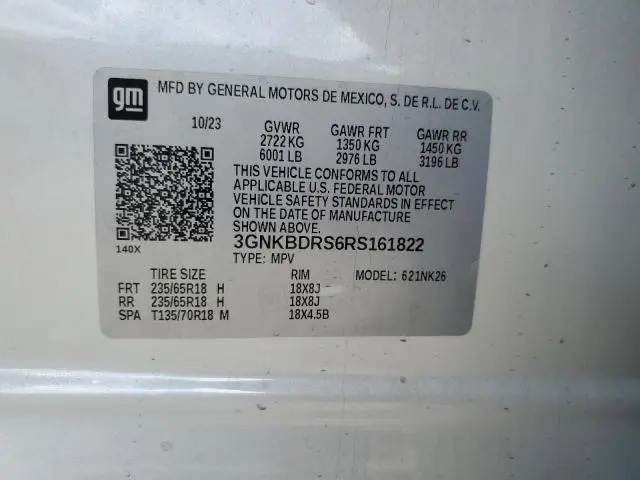 gm
MFD BY GENERAL MOTORS DE MEXICO, S. DE R.L. DE C.V.
10/23 GVWR GAWR FRT GAWR RR
2722 KG 1350 KG 1450 KG
6001 LB 2976 LB 3196 LB
THIS VEHICLE CONFORMS TO ALL
APPLICABLE U.S. FEDERAL MOTOR
VEHICLE SAFETY STANDARDS IN EFFECT
ON THE DATE OF MANUFACTURE
SHOWN ABOVE.
3GNKBDRS6RS161822
140X
TYPE: MPV
TIRE SIZE RIM MODEL: 621NK26
FRT 235/65R18 H 18X8J
RR 235/65R18 H 18X8J
SPA T135/70R18 M 18X4.5B